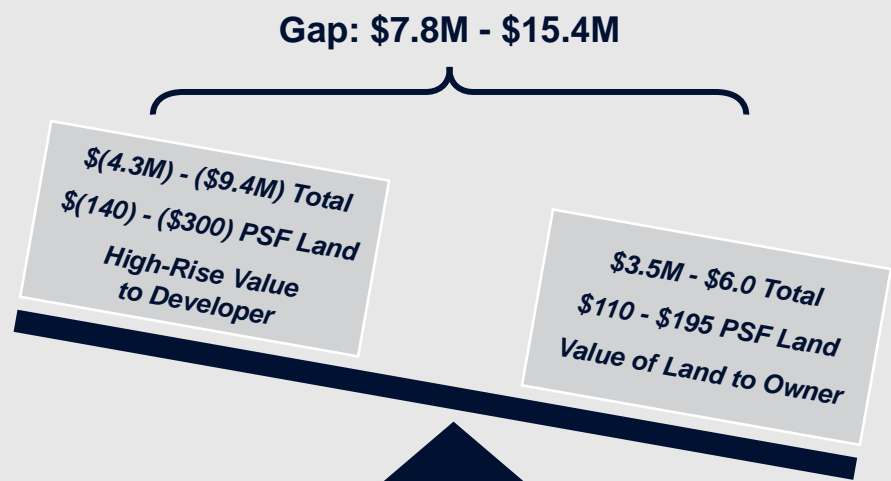 Gap: $7.8M - $15.4M
$(4.3M) - ($9.4M) Total
$(140) - ($300) PSF Land
High-Rise Value
to Developer
$3.5M - $6.0 Total
$110 - $195 PSF Land
Value of Land to Owner